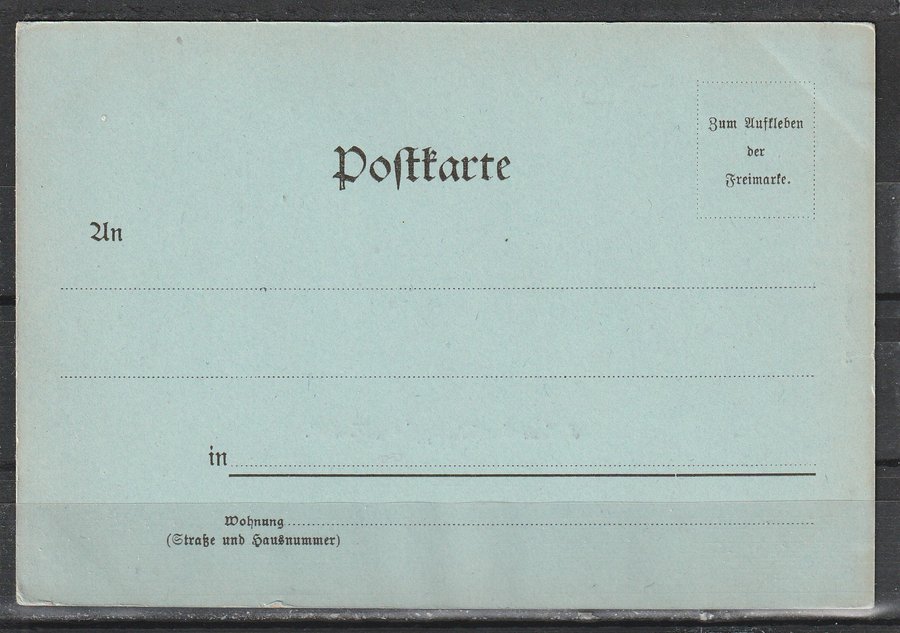 Zum Aufkleben
der
Freimarke.
Poſtkarte
An
in
Wohnung
(Straße und Hausnummer)